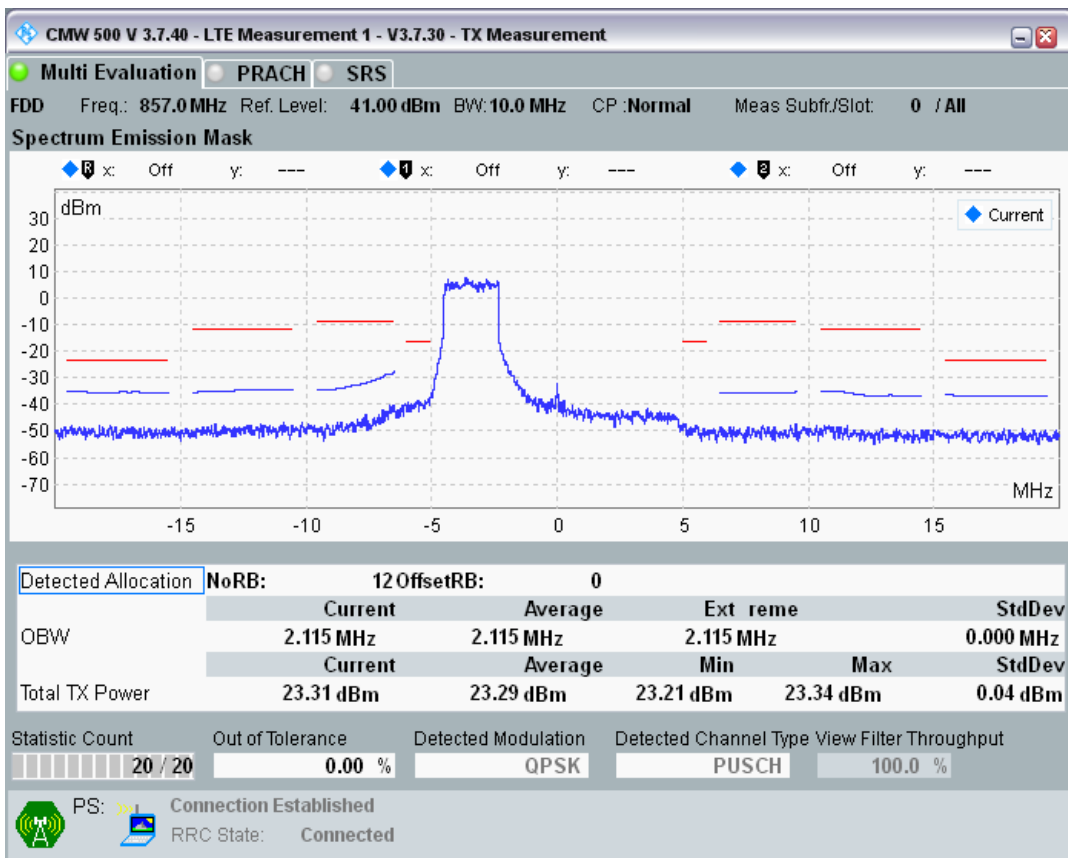 CMW 500 V 3.7.40 - LTE Measurement 1 - V3.7.30 - TX Measurement
Multi Evaluation PRACH SRS
FDD Freq.: 857.0 MHz Ref. Level: 41.00 dBm BW: 10.0 MHz CP :Normal Meas Subfr./Slot: 0 / All
Spectrum Emission Mask
R x: Off y: --- 1 x: Off y: --- 2 x: Off y: ---
dBm
Current
30
20
10
0
-10
-20
-30
-40
-50
-60
-70
MHz
-15 -10 -5 0 5 10 15
Detected Allocation NoRB: 12 OffsetRB: 0
Current Average Ext reme StdDev
OBW 2.115 MHz 2.115 MHz 2.115 MHz 0.000 MHz
Current Average Min Max StdDev
Total TX Power 23.31 dBm 23.29 dBm 23.21 dBm 23.34 dBm 0.04 dBm
Statistic Count Out of Tolerance Detected Modulation Detected Channel Type View Filter Throughput
20 / 20 0.00 % QPSK PUSCH 100.0 %
PS: Connection Established
RRC State: Connected